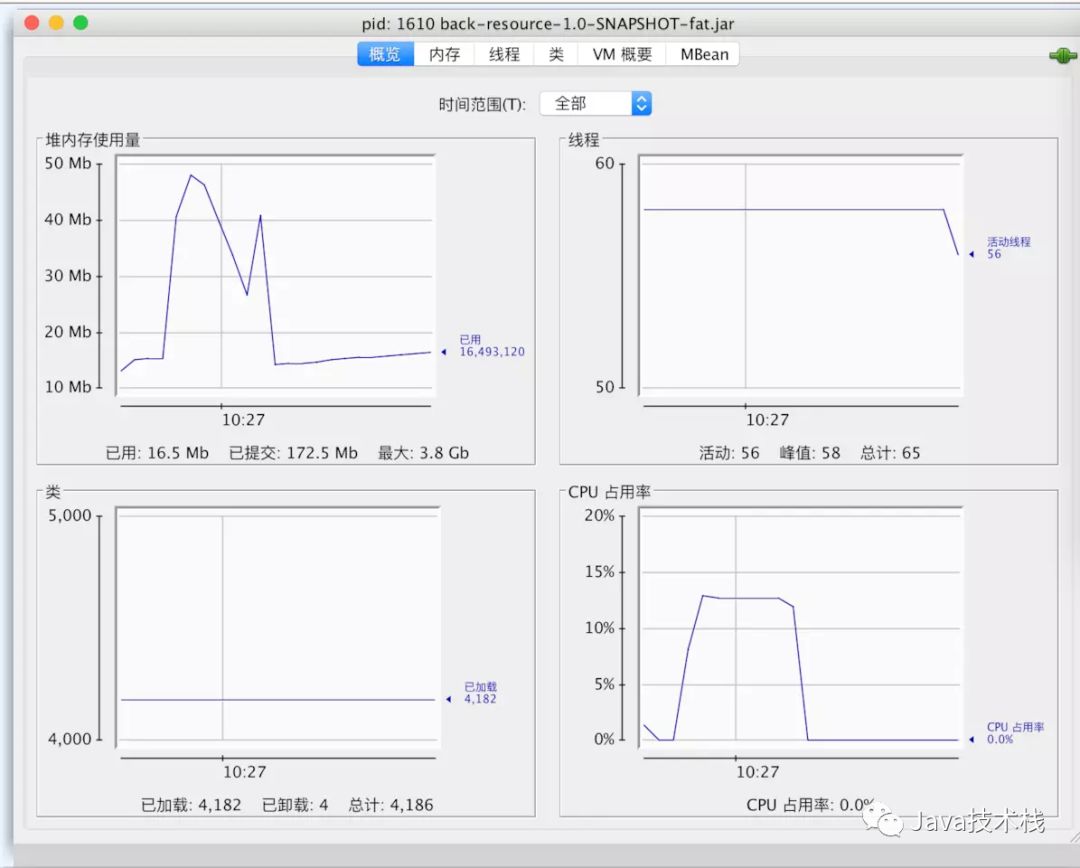 pid: 1610 back-resource-1.0-SNAPSHOT-fat.jar
概览 内存 线程 类 VM 概要 MBean
时间范围(T): 全部
堆内存使用量
50 Mb
40 Mb
30 Mb
20 Mb
10 Mb
已用
16,493,120
10:27
已用: 16.5 Mb 已提交: 172.5 Mb 最大: 3.8 Gb
线程
60
50
活动线程
56
10:27
活动: 56 峰值: 58 总计: 65
类
5,000
4,000
已加载
4,182
10:27
已加载: 4,182 已卸载: 4 总计: 4,186
CPU 占用率
20%
15%
10%
5%
0%
CPU 占用率
0.0%
10:27
CPU 占用率: 0.0%
Java技术栈